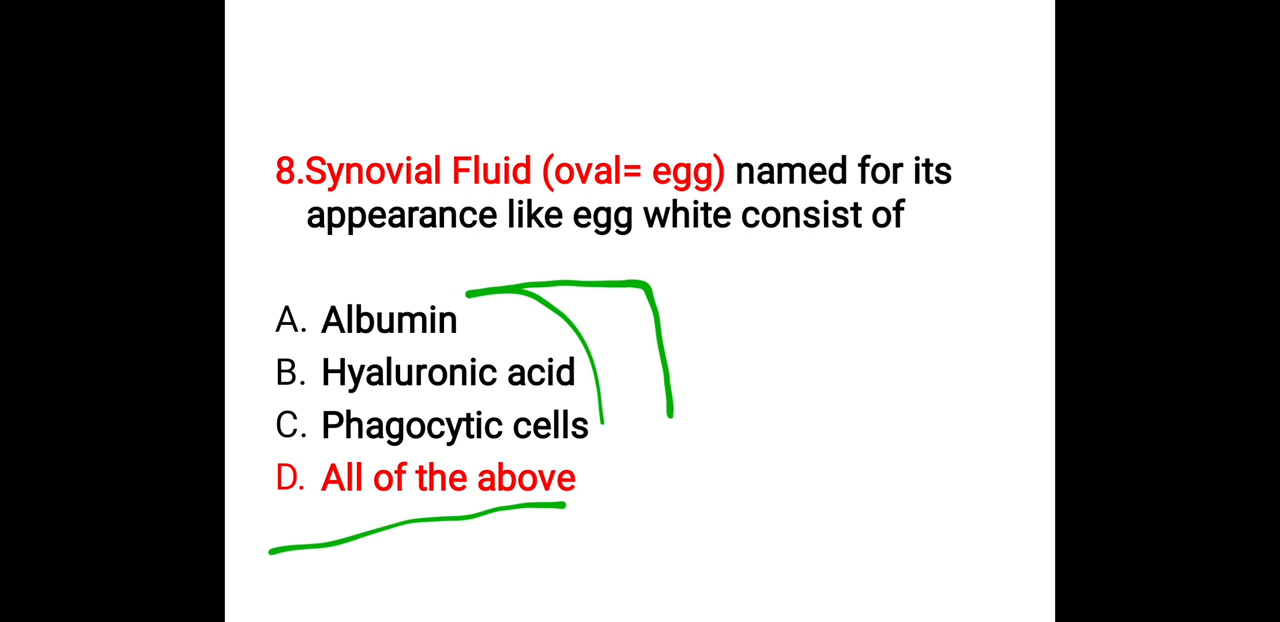 8.Synovial Fluid (oval= egg) named for its
appearance like egg white consist of
A. Albumin
B. Hyaluronic acid
C. Phagocytic cells
D. All of the above